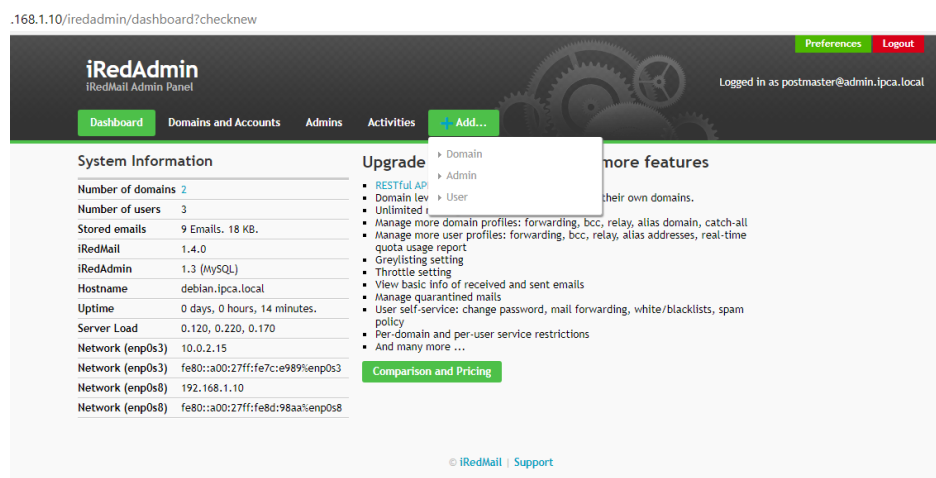 .168.1.10/iredadmin/dashboard?checknew
Preferences Logout
iRedAdmin
iRedMail Admin Panel
Logged in as postmaster@admin.ipca.local
Dashboard Domains and Accounts Admins Activities + Add...
Domain
Admin
User
System Information
Number of domains 2
Number of users 3
Stored emails 9 Emails. 18 KB.
iRedMail 1.4.0
iRedAdmin 1.3 (MySQL)
Hostname debian.ipca.local
Uptime 0 days, 0 hours, 14 minutes.
Server Load 0.120, 0.220, 0.170
Network (enp0s3) 10.0.2.15
Network (enp0s3) fe80::a00:27ff:fe7c:e989%enp0s3
Network (enp0s8) 192.168.1.10
Network (enp0s8) fe80::a00:27ff:fe8d:98aa%enp0s8
Upgrade more features
RESTful AP
Domain lev their own domains.
Unlimited
Manage more domain profiles: forwarding, bcc, relay, alias domain, catch-all
Manage more user profiles: forwarding, bcc, relay, alias addresses, real-time
quota usage report
Greylisting setting
Throttle setting
View basic info of received and sent emails
Manage quarantined mails
User self-service: change password, mail forwarding, white/blacklists, spam
policy
Per-domain and per-user service restrictions
And many more ...
Comparison and Pricing
© iRedMail | Support